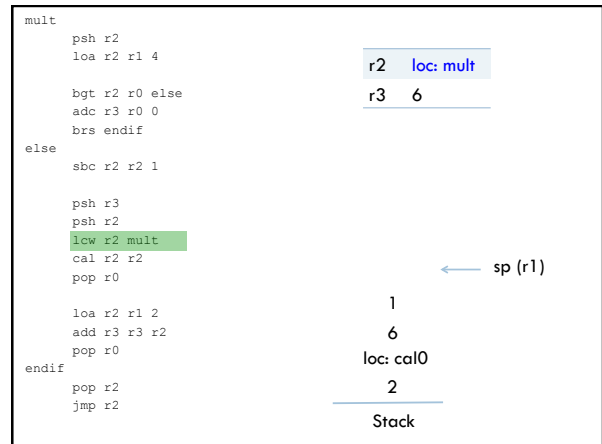 mult
psh r2
loa r2 r1 4
bgt r2 r0 else
adc r3 r0 0
brs endif
else
sbc r2 r2 1
psh r3
psh r2
lcw r2 mult
cal r2 r2
pop r0
loa r2 r1 2
add r3 r3 r2
pop r0
endif
pop r2
jmp r2
r2 loc: mult
r3 6
sp (r1)
1
6
loc: cal0
2
Stack